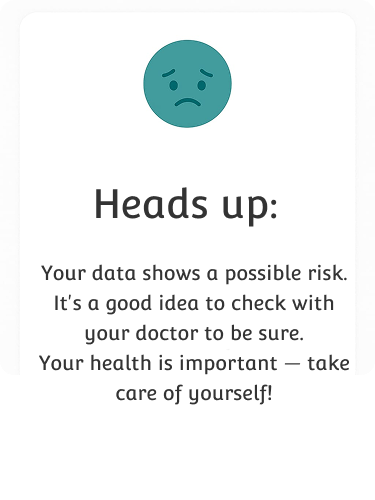 Heads up:
Your data shows a possible risk.
It's a good idea to check with
your doctor to be sure.
Your health is important — take
care of yourself!